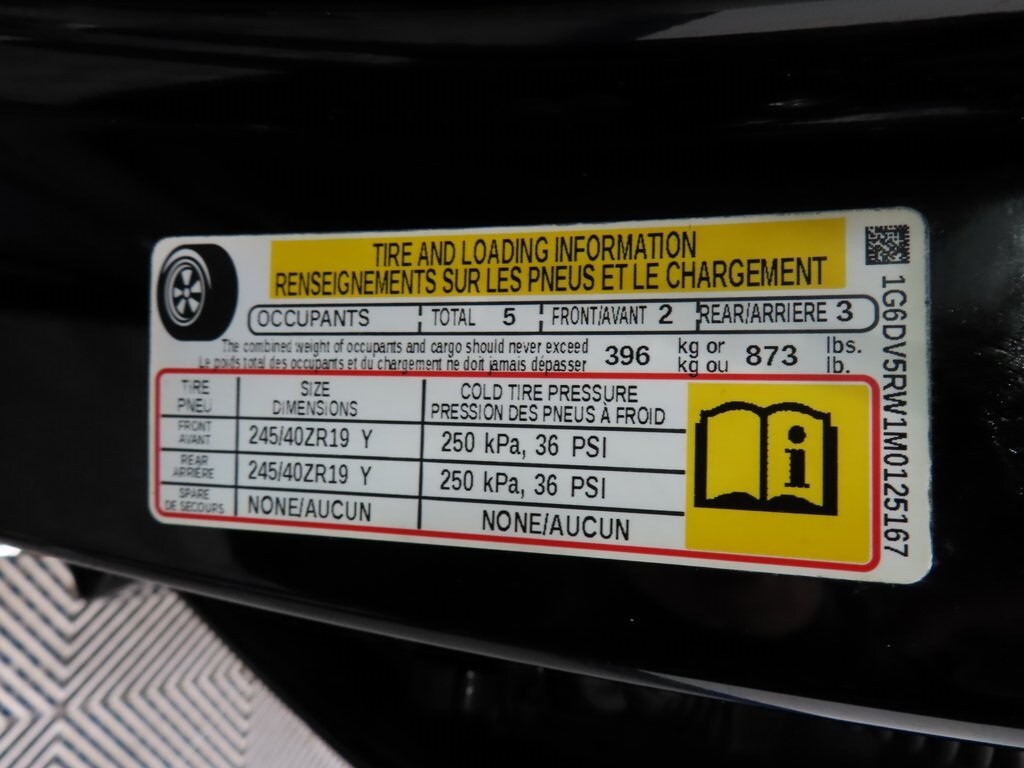 TIRE AND LOADING INFORMATION
RENSEIGNEMENTS SUR LES PNEUS ET LE CHARGEMENT
OCCUPANTS TOTAL 5 FRONT/AVANT 2 REAR/ARRIERE 3
The combined weight of occupants and cargo should never exceed 396 kg or 873 lbs.
Le poids total des occupants et du chargement ne doit jamais dépasser kg ou lb.
TIRE SIZE COLD TIRE PRESSURE
PNEU DIMENSIONS PRESSION DES PNEUS À FROID
FRONT
AVANT 245/40ZR19 Y 250 kPa, 36 PSI
REAR
ARRIÈRE 245/40ZR19 Y 250 kPa, 36 PSI
SPARE
DE SECOURS NONE/AUCUN NONE/AUCUN
i
1G6DV5RW1M0125167